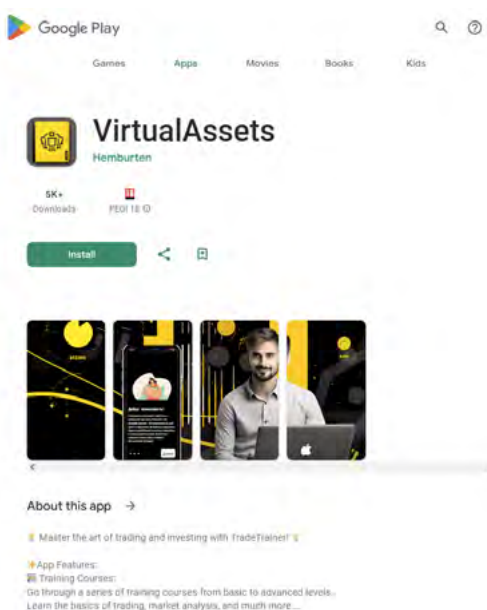 Google Play
Games Apps Movies Books Kids
VirtualAssets
Hemburten
5K+
Downloads
PEGI 18
Install
About this app →
Master the art of trading and investing with TradeTrainer!
App Features:
Training Courses:
Go through a series of training courses from basic to advanced levels.
Learn the basics of trading, market analysis, and much more...